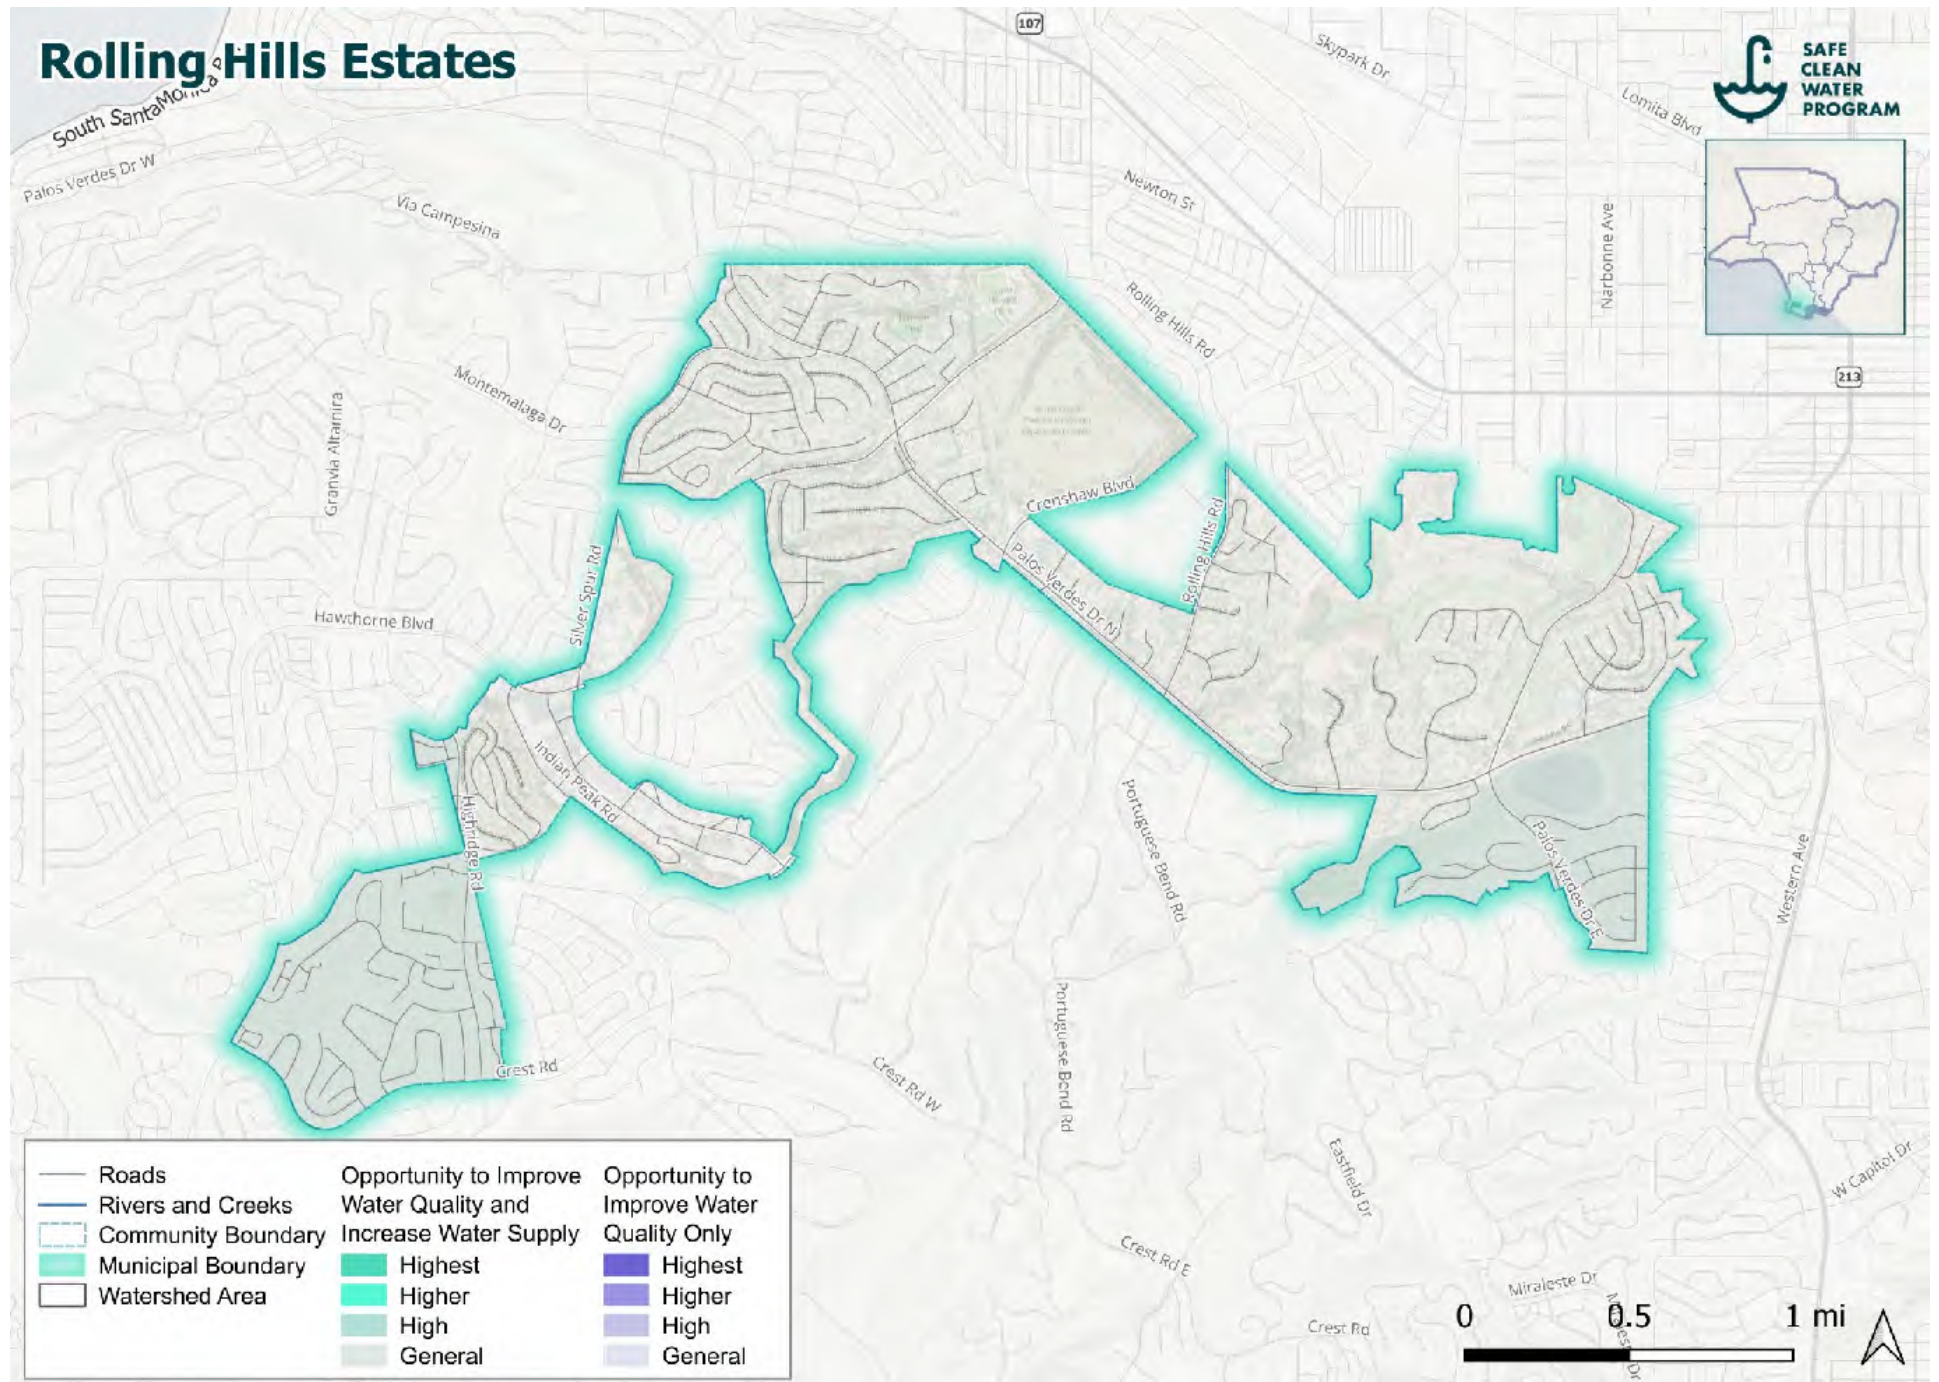 Rolling Hills Estates
107
Skypark Dr
SAFE
CLEAN
WATER
PROGRAM
Lomita Blvd
South Santa Monica
Palos Verdes Dr W
Via Campesina
Newton St
Narbonne Ave
Rolling Hills Rd
213
Montemalaga Dr
Granvia Altamira
Crenshaw Blvd
Rolling Hills Rd
Silver Spur Rd
Palos Verdes Dr N
Hawthorne Blvd
Indian Peak Rd
Highridge Rd
Portuguese Bend Rd
Palos Verdes Dr E
Western Ave
Crest Rd
Crest Rd W
Portuguese Bend Rd
Eastfield Dr
W Capitol Dr
Crest Rd E
Miraleste Dr
Crest Rd
Roads
Rivers and Creeks
Community Boundary
Municipal Boundary
Watershed Area
Opportunity to Improve
Water Quality and
Increase Water Supply
Highest
Higher
High
General
Opportunity to
Improve Water
Quality Only
Highest
Higher
High
General
0 0.5 1 mi